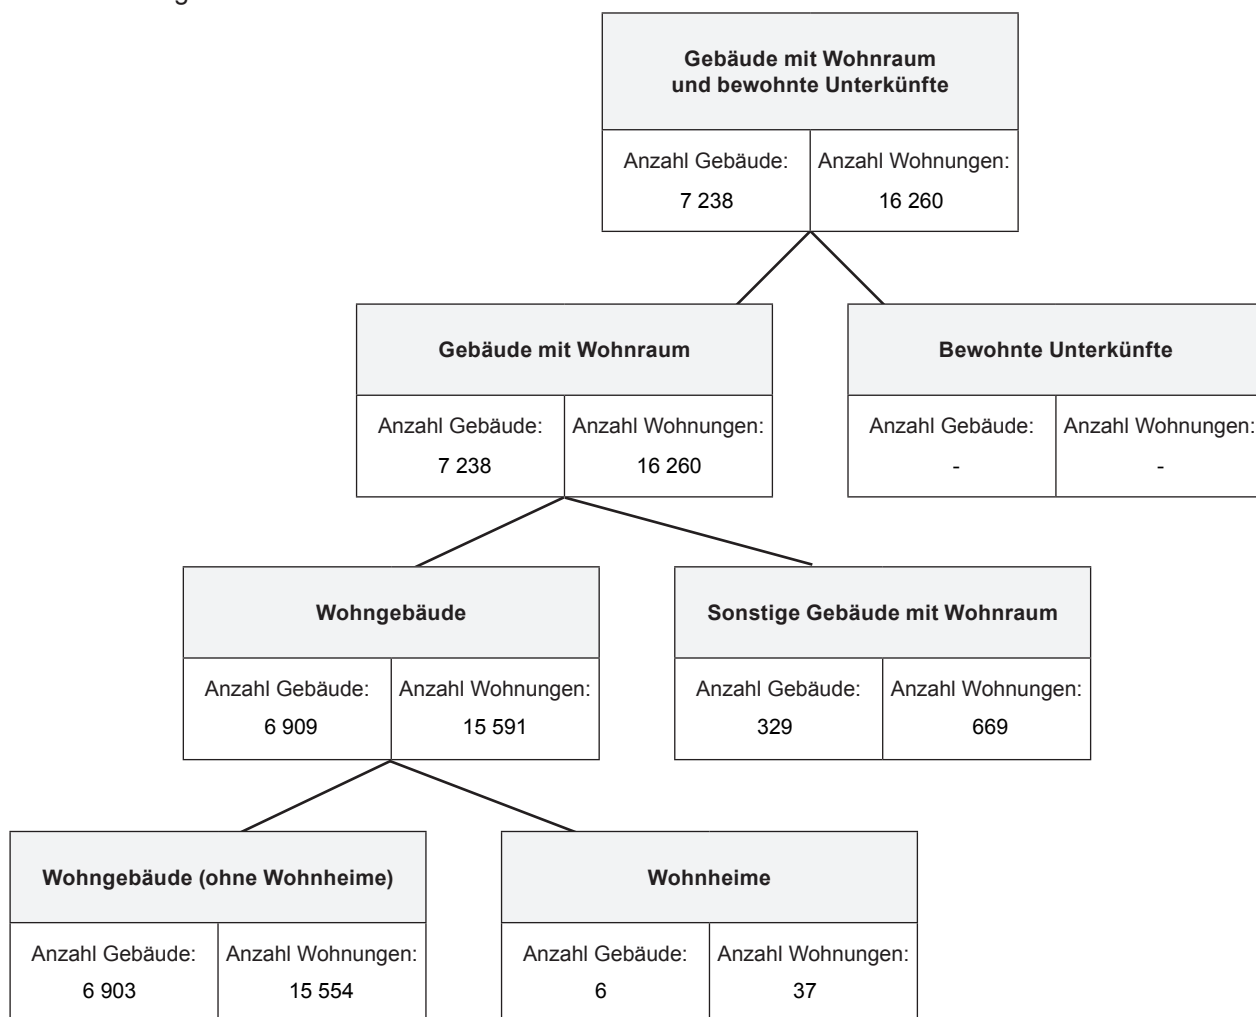 Gebäude mit Wohnraum
und bewohnte Unterkünfte
Anzahl Gebäude: Anzahl Wohnungen:
7 238 16 260
Gebäude mit Wohnraum Bewohnte Unterkünfte
Anzahl Gebäude: Anzahl Wohnungen: Anzahl Gebäude: Anzahl Wohnungen:
7 238 16 260 - -
Wohngebäude Sonstige Gebäude mit Wohnraum
Anzahl Gebäude: Anzahl Wohnungen: Anzahl Gebäude: Anzahl Wohnungen:
6 909 15 591 329 669
Wohngebäude (ohne Wohnheime) Wohnheime
Anzahl Gebäude: Anzahl Wohnungen: Anzahl Gebäude: Anzahl Wohnungen:
6 903 15 554 6 37